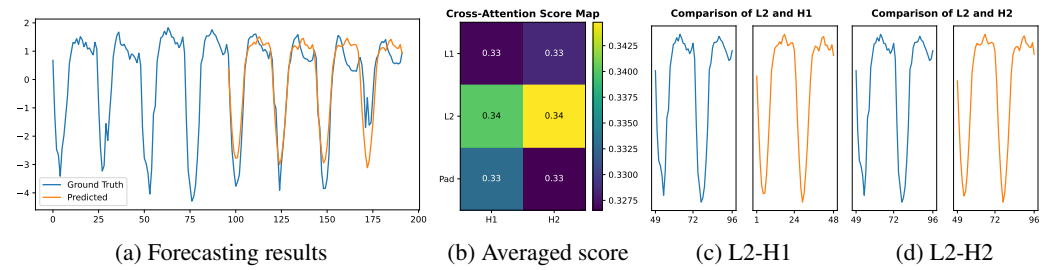 2
1
0
−1
−2
−3
−4
Ground Truth
Predicted
0 25 50 75 100 125 150 175 200
(a) Forecasting results
Cross-Attention Score Map
L1 0.33 0.33
L2 0.34 0.34
Pad 0.33 0.33
H1 H2
0.3425
0.3400
0.3375
0.3350
0.3325
0.3300
0.3275
(b) Averaged score
Comparison of L2 and H1
49 72 96 1 24 48
(c) L2-H1
Comparison of L2 and H2
49 72 96 49 72 96
(d) L2-H2